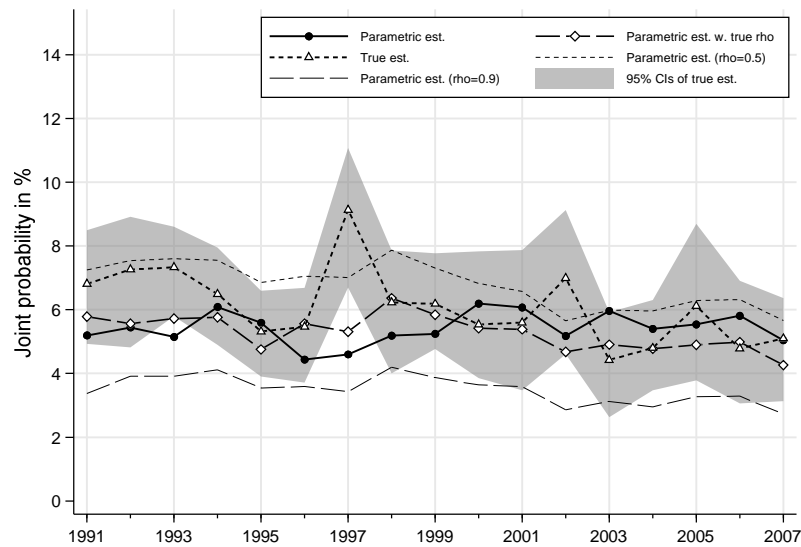 Parametric est.
Parametric est. w. true rho
True est.
Parametric est. (rho=0.5)
Parametric est. (rho=0.9)
95% CIs of true est.
Joint probability in %
14
12
10
8
6
4
2
0
1991 1993 1995 1997 1999 2001 2003 2005 2007